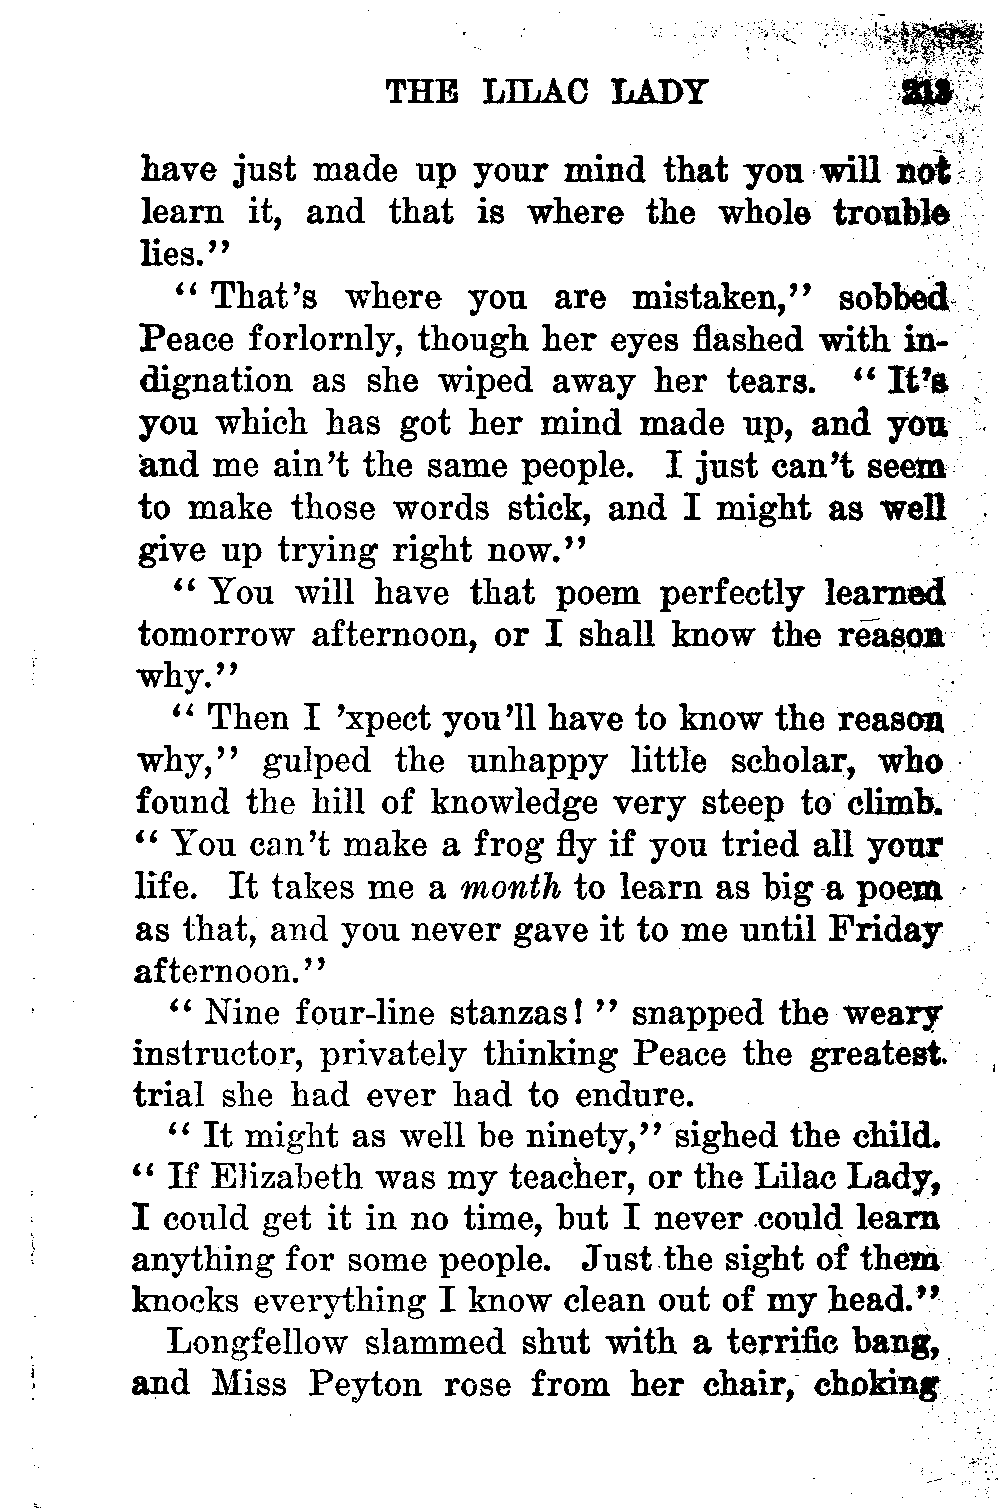 THE LILAC LADY 213
have just made up your mind that you will not
learn it, and that is where the whole trouble
lies."
" That's where you are mistaken," sobbed
Peace forlornly, though her eyes flashed with in-
dignation as she wiped away her tears. " It's
you which has got her mind made up, and you
and me ain't the same people. I just can't seem
to make those words stick, and I might as well
give up trying right now."
" You will have that poem perfectly learned
tomorrow afternoon, or I shall know the reason
why."
" Then I 'xpect you'll have to know the reason
why," gulped the unhappy little scholar, who
found the hill of knowledge very steep to climb.
" You can't make a frog fly if you tried all your
life. It takes me a month to learn as big a poem
as that, and you never gave it to me until Friday
afternoon."
" Nine four-line stanzas! " snapped the weary
instructor, privately thinking Peace the greatest
trial she had ever had to endure.
" It might as well be ninety," sighed the child.
" If Elizabeth was my teacher, or the Lilac Lady,
I could get it in no time, but I never could learn
anything for some people. Just the sight of them
knocks everything I know clean out of my head."
Longfellow slammed shut with a terrific bang,
and Miss Peyton rose from her chair, choking